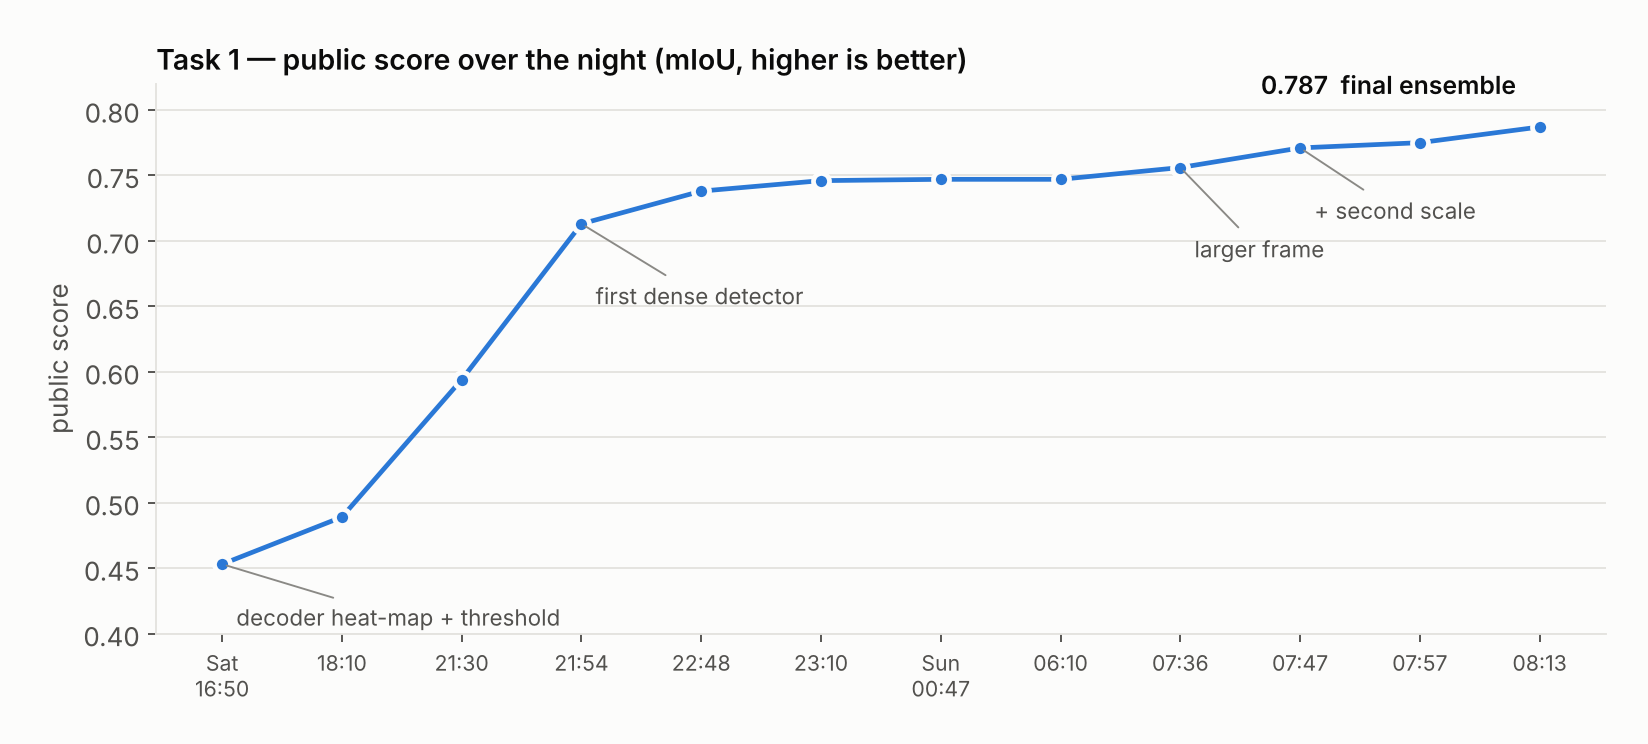 Task 1 — public score over the night (mIoU, higher is better)
0.787 final ensemble
0.80
0.75
0.70
0.65
0.60
0.55
0.50
0.45
0.40
public score
+ second scale
larger frame
first dense detector
decoder heat-map + threshold
Sat 18:10 21:30 21:54 22:48 23:10 Sun 06:10 07:36 07:47 07:57 08:13
16:50 00:47